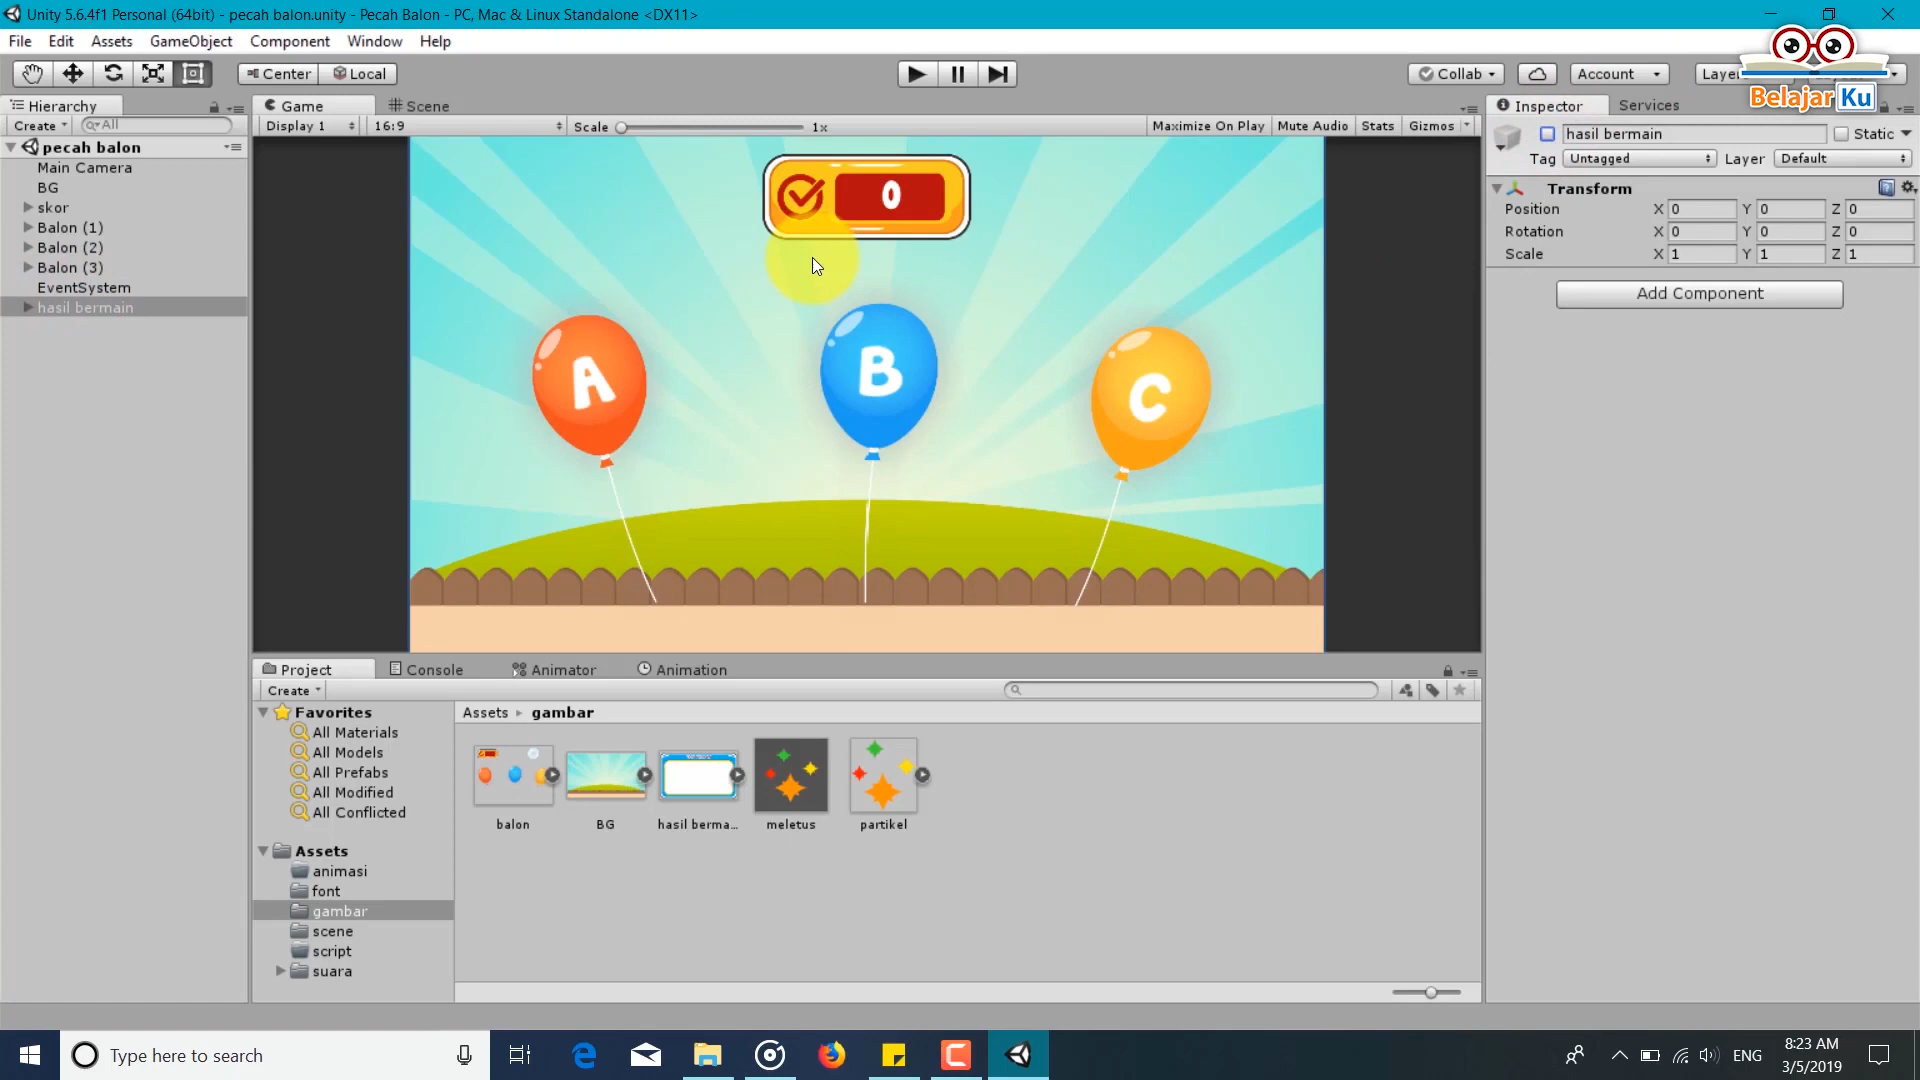 Unity 5.6.4f1 Personal (64bit) - pecah balon.unity - Pecah Balon - PC, Mac & Linux Standalone <DX11>
File Edit Assets GameObject Component Window Help
Center Local Collab Account
Belajar Ku
Hierarchy Game Scene Inspector Services
Create All Display 1 16:9 Scale 1x Maximize On Play Mute Audio Stats Gizmos
hasil bermain Static
Tag Untagged Layer Default
pecah balon
Main Camera
BG
skor
Balon (1)
Balon (2)
Balon (3)
EventSystem
hasil bermain
0
A B C
Transform
Position X 0 Y 0 Z 0
Rotation X 0 Y 0 Z 0
Scale X 1 Y 1 Z 1
Add Component
Project Console Animator Animation
Create
Favorites
All Materials
All Models
All Prefabs
All Modified
All Conflicted
Assets
animasi
font
gambar
scene
script
suara
Assets gambar
balon BG hasil berma... meletus partikel
Type here to search
ENG
8:23 AM
3/5/2019